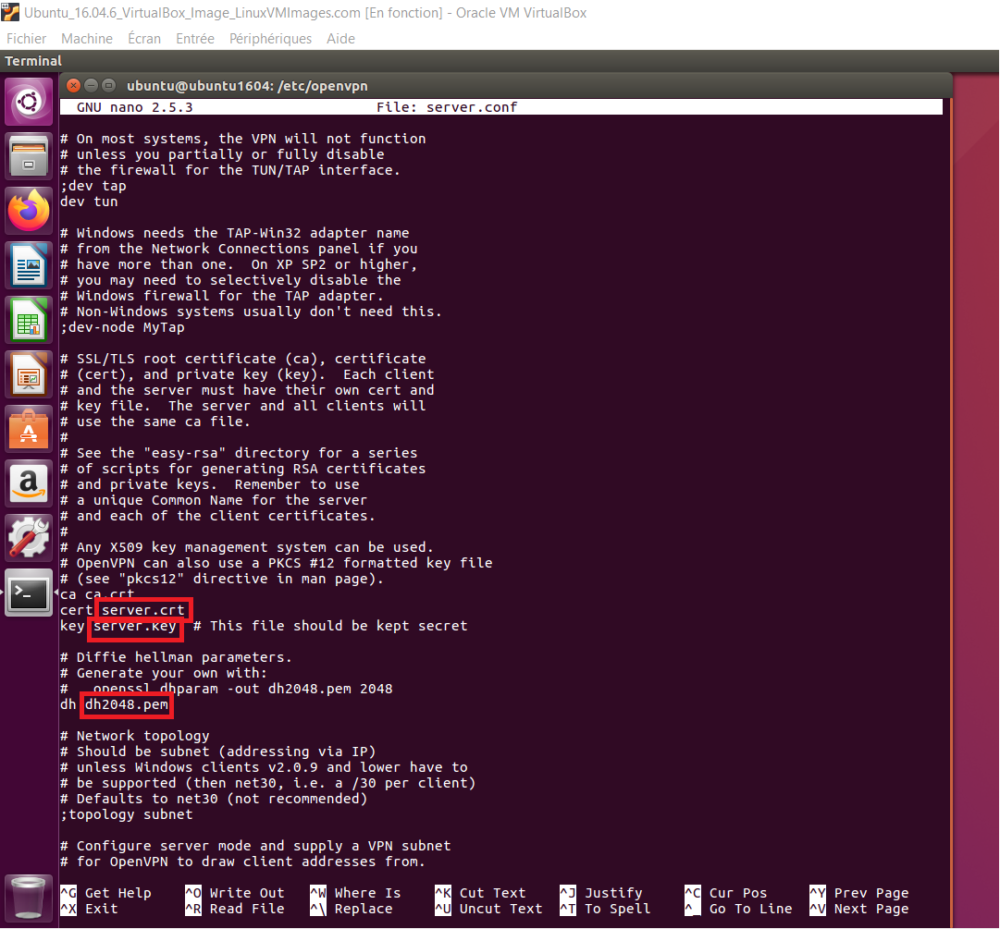 Ubuntu_16.04.6_VirtualBox_Image_LinuxVMImages.com [En fonction] - Oracle VM VirtualBox
Fichier Machine Écran Entrée Périphériques Aide
Terminal
ubuntu@ubuntu1604: /etc/openvpn
GNU nano 2.5.3 File: server.conf
# On most systems, the VPN will not function
# unless you partially or fully disable
# the firewall for the TUN/TAP interface.
;dev tap
dev tun
# Windows needs the TAP-Win32 adapter name
# from the Network Connections panel if you
# have more than one.  On XP SP2 or higher,
# you may need to selectively disable the
# Windows firewall for the TAP adapter.
# Non-Windows systems usually don't need this.
;dev-node MyTap
# SSL/TLS root certificate (ca), certificate
# (cert), and private key (key).  Each client
# and the server must have their own cert and
# key file.  The server and all clients will
# use the same ca file.
#
# See the "easy-rsa" directory for a series
# of scripts for generating RSA certificates
# and private keys.  Remember to use
# a unique Common Name for the server
# and each of the client certificates.
#
# Any X509 key management system can be used.
# OpenVPN can also use a PKCS #12 formatted key file
# (see "pkcs12" directive in man page).
ca ca.crt
cert server.crt
key server.key  # This file should be kept secret
# Diffie hellman parameters.
# Generate your own with:
#   openssl dhparam -out dh2048.pem 2048
dh dh2048.pem
# Network topology
# Should be subnet (addressing via IP)
# unless Windows clients v2.0.9 and lower have to
# be supported (then net30, i.e. a /30 per client)
# Defaults to net30 (not recommended)
;topology subnet
# Configure server mode and supply a VPN subnet
# for OpenVPN to draw client addresses from.
^G Get Help ^O Write Out ^W Where Is ^K Cut Text ^J Justify ^C Cur Pos ^Y Prev Page
^X Exit ^R Read File ^\ Replace ^U Uncut Text ^T To Spell ^_ Go To Line ^V Next Page